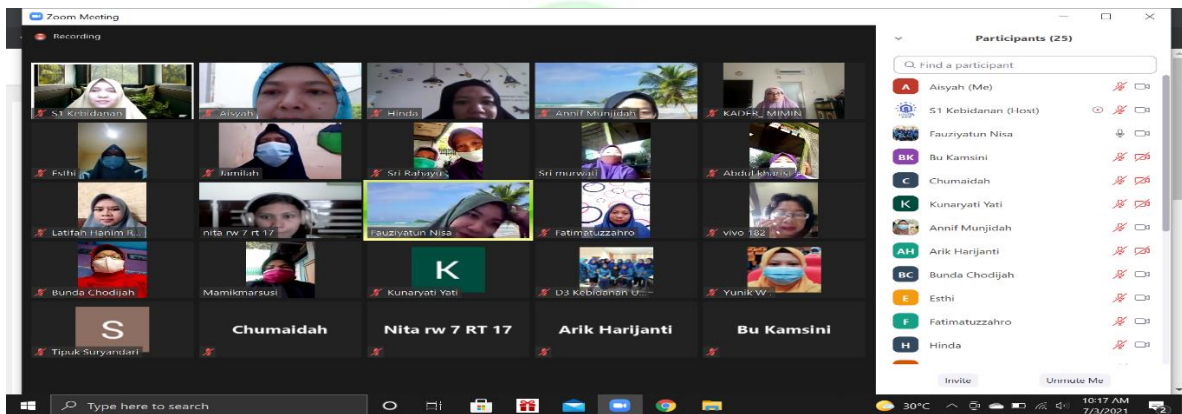 Zoom Meeting
Recording
S1 Kebidanan
Aisyah
Hinda
Annif Munjidah
KADER_MIMIN
Esthi
Jamilah
Sri Rahayu
Sri murwati
Abdul kharis
Latifah Hanim R...
nita rw 7 rt 17
Fauziyatun Nisa
Fatimatuzzahro
vivo 182
Bunda Chodijah
Mamikmarsusi
K
Kunaryati Yati
D3 Kebidanan U...
Yunik W
S
Tipuk Suryandari
Chumaidah
Nita rw 7 RT 17
Arik Harijanti
Bu Kamsini
Participants (25)
Find a participant
A Aisyah (Me)
S1 Kebidanan (Host)
Fauziyatun Nisa
BK Bu Kamsini
C Chumaidah
K Kunaryati Yati
Annif Munjidah
AH Arik Harijanti
BC Bunda Chodijah
E Esthi
F Fatimatuzzahro
H Hinda
Invite Unmute Me
Type here to search
30°C
10:17 AM
7/3/2021
2